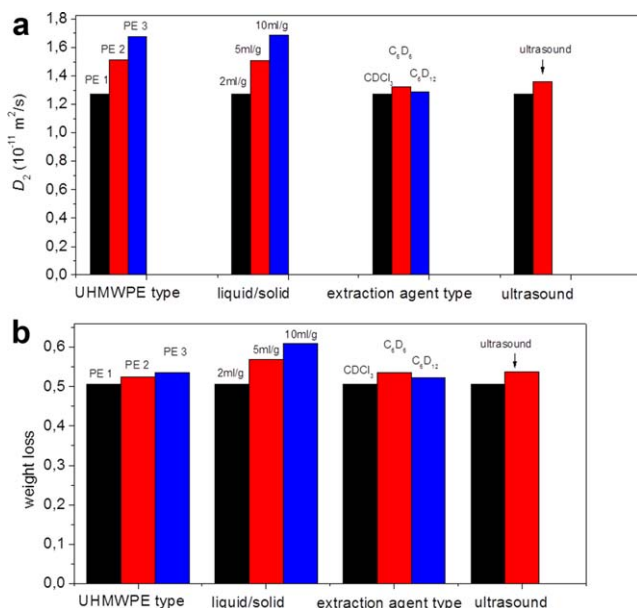 a
1,8
1,6
1,4
1,2
1,0
0,8
0,6
0,4
0,2
0,0
D₂ (10⁻¹¹ m²/s)
PE 1
PE 2
PE 3
2ml/g
5ml/g
10ml/g
CDCl₃
C₆D₆
C₆D₁₂
ultrasound
UHMWPE type
liquid/solid
extraction agent type
ultrasound
b
0,6
0,5
0,4
0,3
0,2
0,1
0,0
weight loss
PE 1
PE 2
PE 3
2ml/g
5ml/g
10ml/g
CDCl₃
C₆D₆
C₆D₁₂
ultrasound
UHMWPE type
liquid/solid
extraction agent type
ultrasound